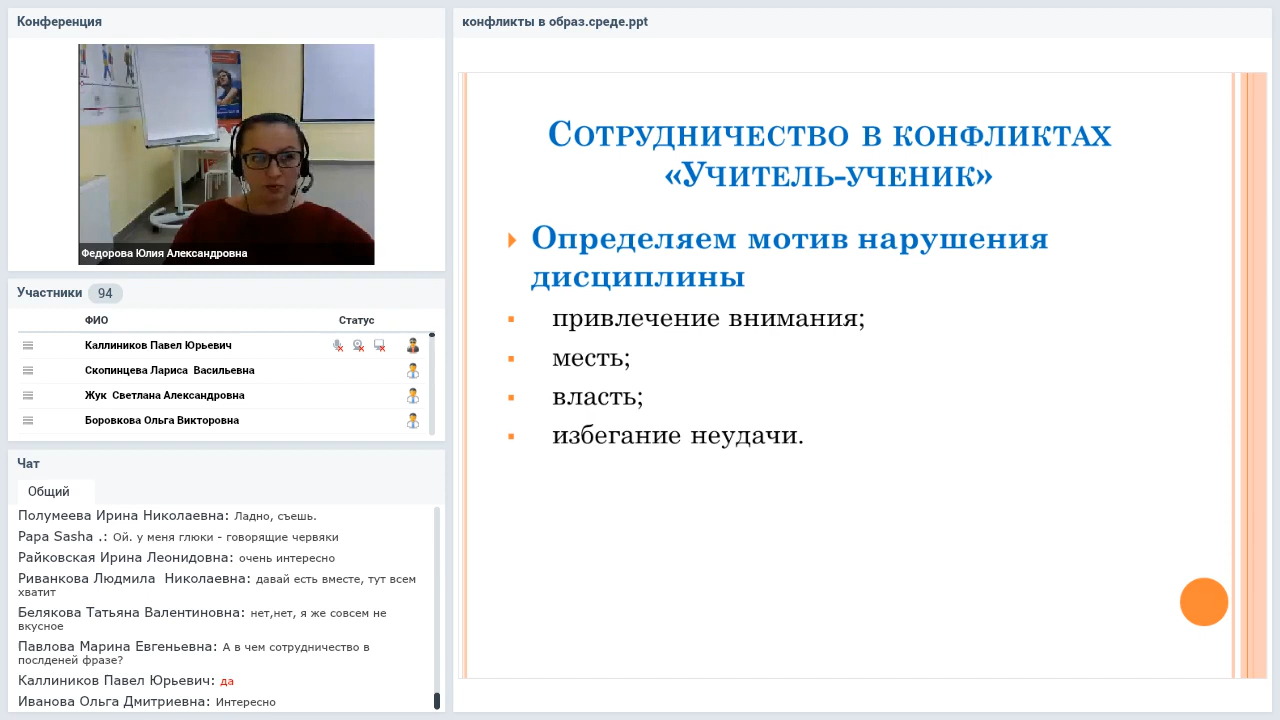 Конференция
Федорова Юлия Александровна
Участники 94
ФИО Статус
Каллиников Павел Юрьевич
Скопинцева Лариса Васильевна
Жук Светлана Александровна
Боровкова Ольга Викторовна
Чат
Общий
Полумеева Ирина Николаевна: Ладно, съешь.
Papa Sasha .: Ой. у меня глюки - говорящие червяки
Райковская Ирина Леонидовна: очень интересно
Риванкова Людмила Николаевна: давай есть вместе, тут всем
хватит
Белякова Татьяна Валентиновна: нет,нет, я же совсем не
вкусное
Павлова Марина Евгеньевна: А в чем сотрудничество в
послденей фразе?
Каллиников Павел Юрьевич: да
Иванова Ольга Дмитриевна: Интересно
конфликты в образ.среде.ppt
Сотрудничество в конфликтах
«Учитель-ученик»
Определяем мотив нарушения
дисциплины
привлечение внимания;
месть;
власть;
избегание неудачи.